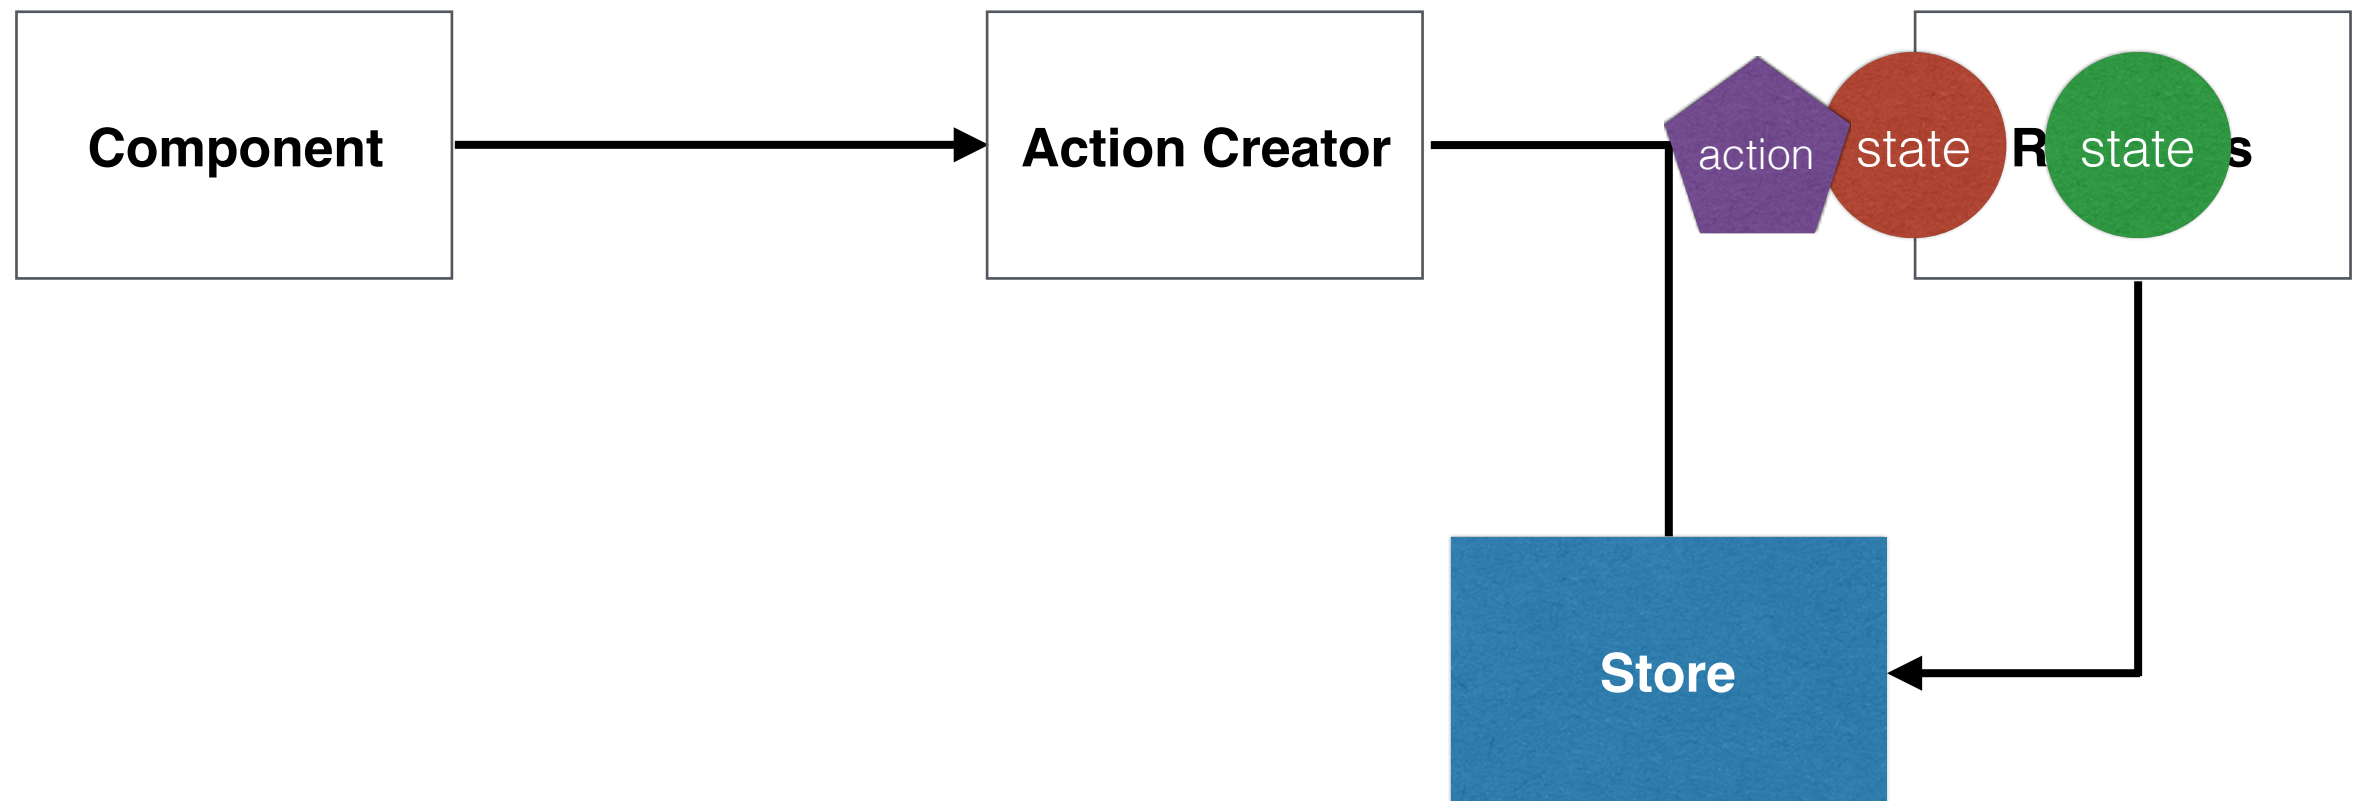 Component
Action Creator
action
state
state
Store